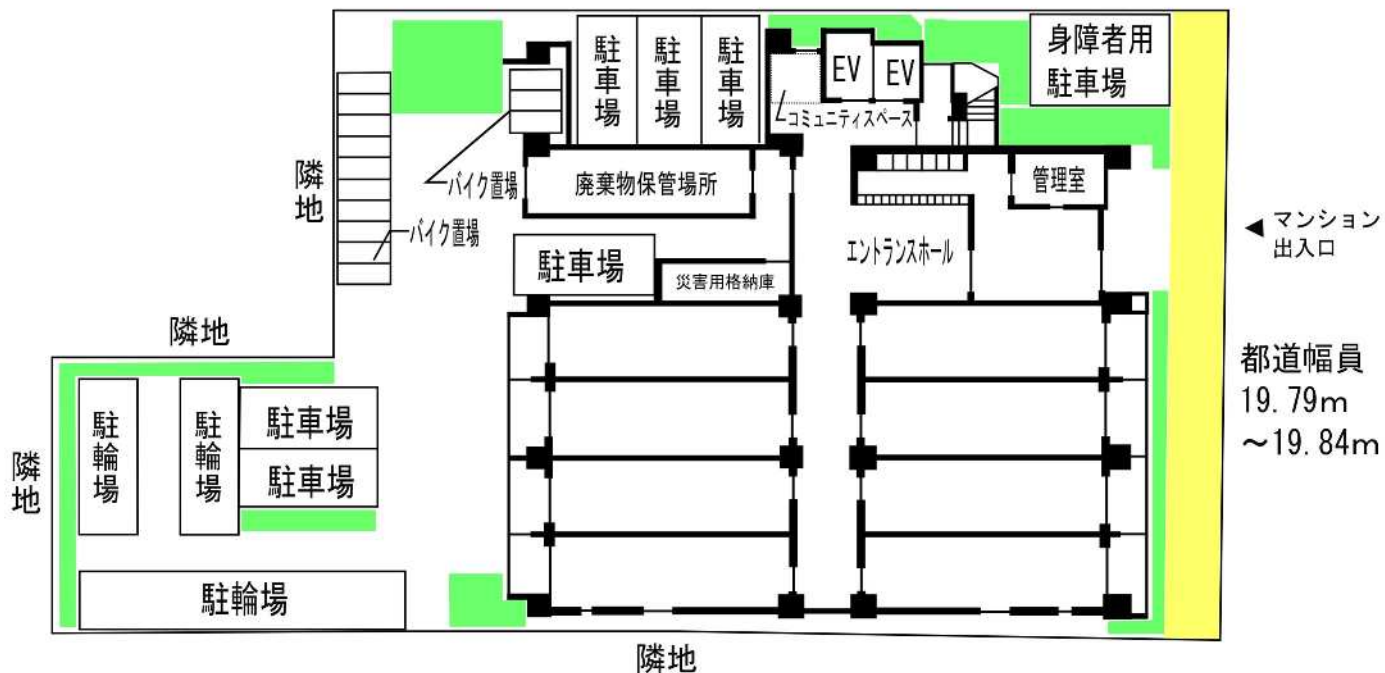 駐車場
駐車場
駐車場
EV
EV
身障者用
駐車場
コミュニティスペース
隣地
バイク置場
廃棄物保管場所
管理室
バイク置場
マンション
出入口
エントランスホール
駐車場
災害用格納庫
隣地
都道幅員
19.79m
～19.84m
隣地
駐輪場
駐輪場
駐車場
駐車場
駐輪場
隣地